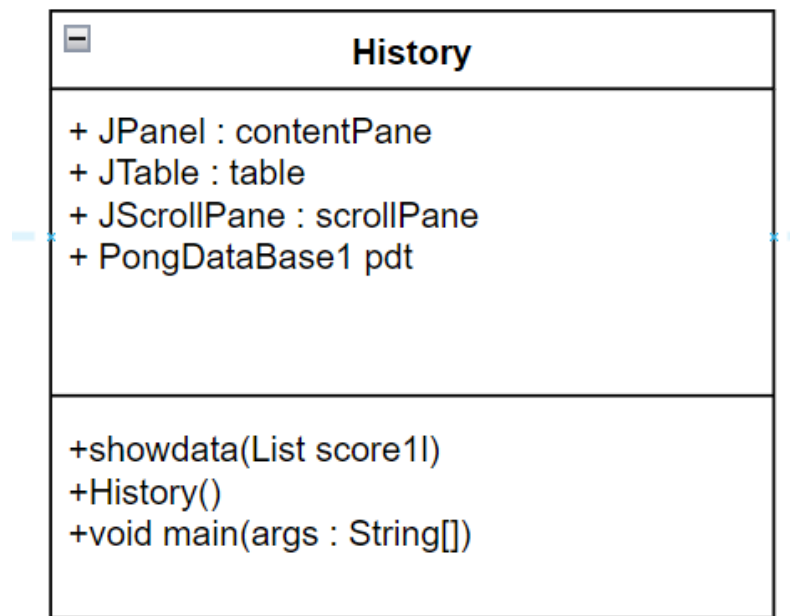 History
+ JPanel : contentPane
+ JTable : table
+ JScrollPane : scrollPane
+ PongDataBase1 pdt
+showdata(List score1l)
+History()
+void main(args : String[])